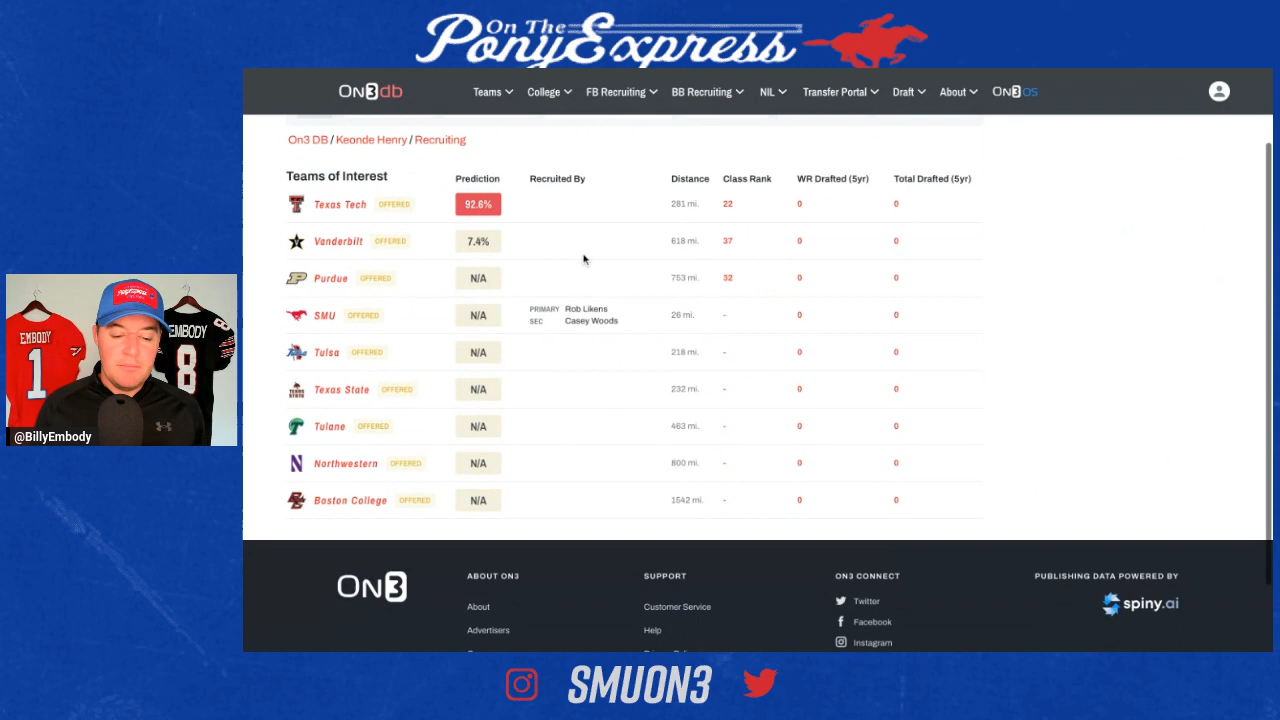 On The
PonyExpress
On3db
Teams College FB Recruiting BB Recruiting NIL Transfer Portal Draft About On3OS
On3 DB / Keonde Henry / Recruiting
Teams of Interest Prediction Recruited By Distance Class Rank WR Drafted (5yr) Total Drafted (5yr)
Texas Tech OFFERED 92.6% 281 mi. 22 0 0
Vanderbilt OFFERED 7.4% 618 mi. 37 0 0
Purdue OFFERED N/A 753 mi. 32 0 0
SMU OFFERED N/A PRIMARY Rob Likens 26 mi. - 0 0
SEC Casey Woods
Tulsa OFFERED N/A 218 mi. - 0 0
Texas State OFFERED N/A 232 mi. - 0 0
Tulane OFFERED N/A 463 mi. - 0 0
Northwestern OFFERED N/A 800 mi. - 0 0
Boston College OFFERED N/A 1542 mi. - 0 0
EMBODY
1
EMBODY
8
@BillyEmbody
On3
ABOUT ON3 SUPPORT ON3 CONNECT PUBLISHING DATA POWERED BY
About Customer Service Twitter spiny.ai
Advertisers Help Facebook
Instagram
SMUON3